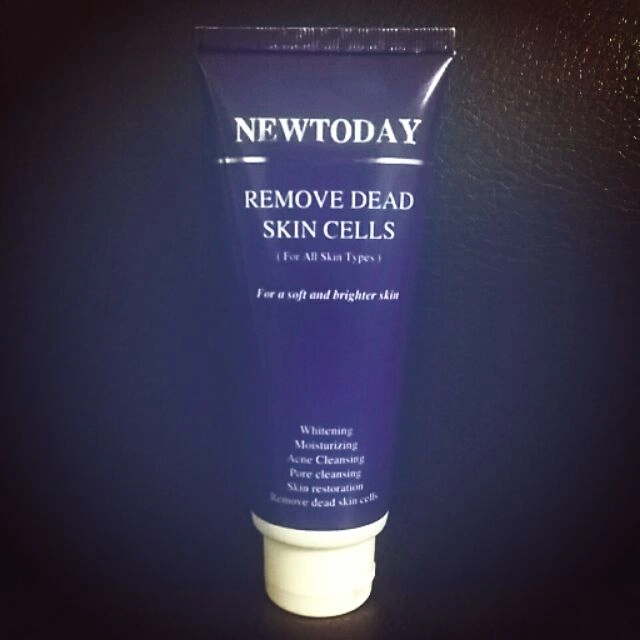 NEWTODAY
REMOVE DEAD
SKIN CELLS
( For All Skin Types )
For a soft and brighter skin
Whitening
Moisturizing
Acne Cleansing
Pore cleansing
Skin restoration
Remove dead skin cells